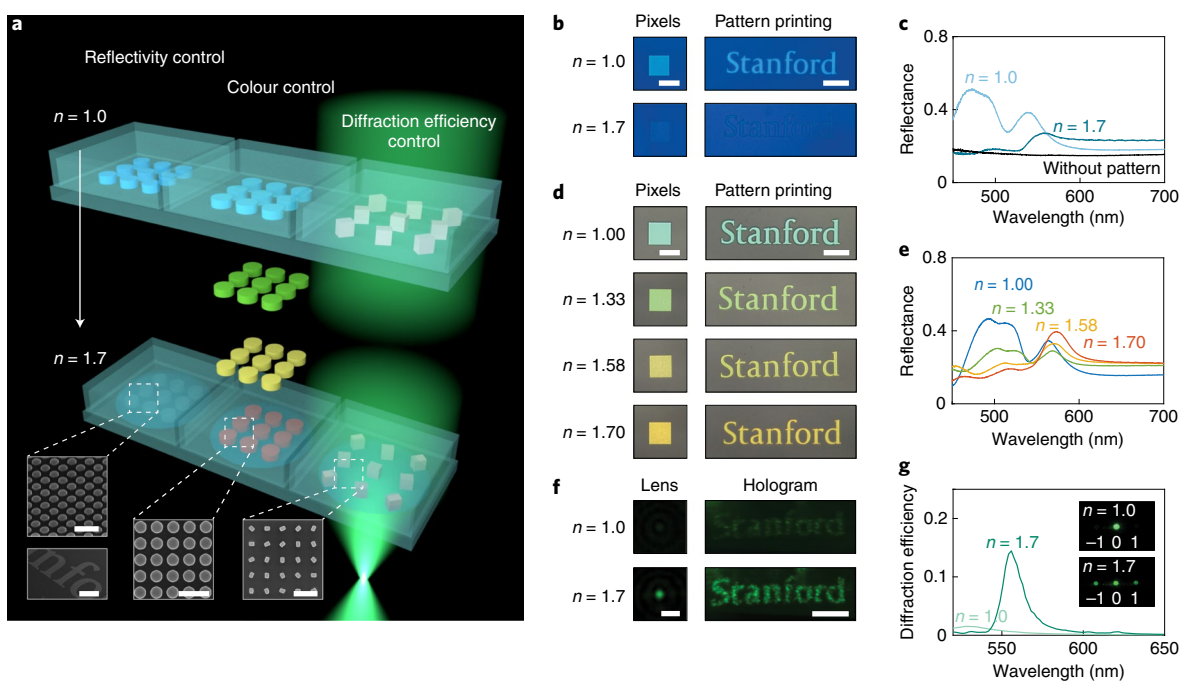 a
Reflectivity control
Colour control
Diffraction efficiency
control
n = 1.0
n = 1.7
nfo
b
Pixels
Pattern printing
n = 1.0
Stanford
n = 1.7
Stanford
c
0.8
0.4
0
Reflectance
n = 1.0
n = 1.7
Without pattern
500
600
700
Wavelength (nm)
d
Pixels
Pattern printing
n = 1.00
Stanford
n = 1.33
Stanford
n = 1.58
Stanford
n = 1.70
Stanford
e
0.8
0.4
0
Reflectance
n = 1.00
n = 1.33
n = 1.58
n = 1.70
500
600
700
Wavelength (nm)
f
Lens
Hologram
n = 1.0
Stanford
n = 1.7
Stanford
g
0.2
0.1
0
Diffraction efficiency
n = 1.7
n = 1.0
n = 1.0
−1 0 1
n = 1.7
−1 0 1
550
600
650
Wavelength (nm)